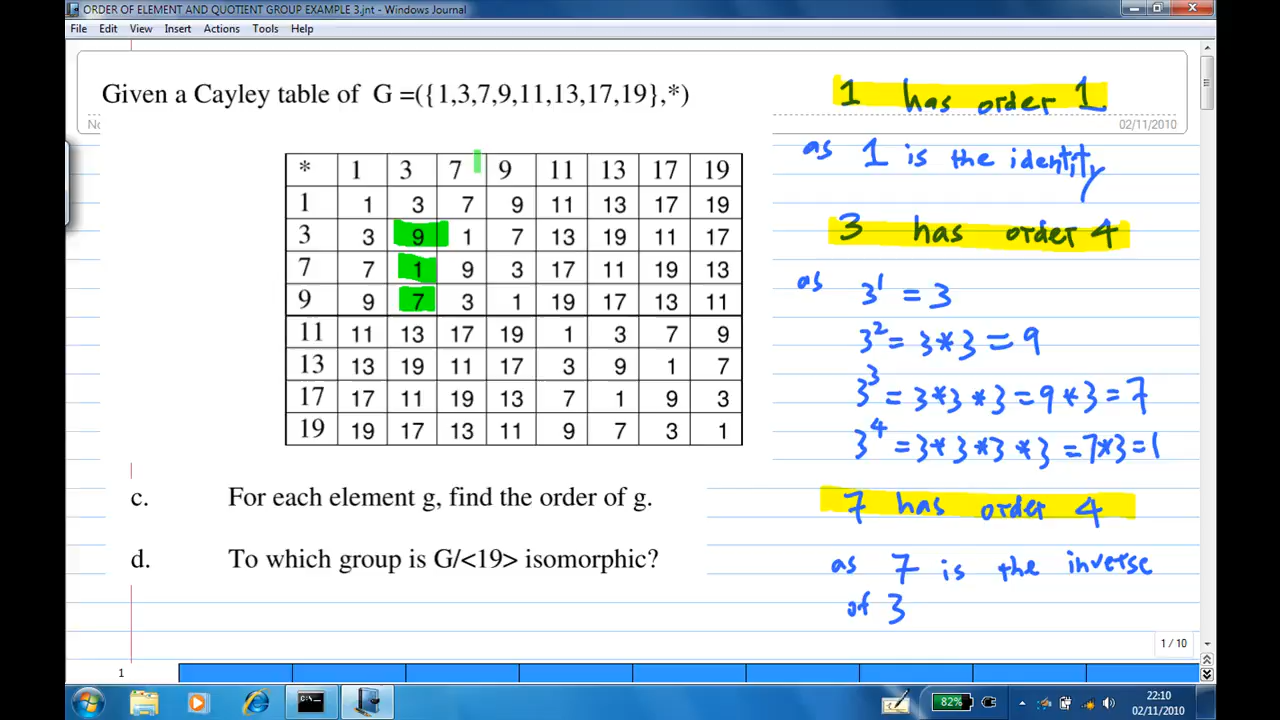 ORDER OF ELEMENT AND QUOTIENT GROUP EXAMPLE 3.jnt - Windows Journal
File Edit View Insert Actions Tools Help
Given a Cayley table of G =({1,3,7,9,11,13,17,19},*)
02/11/2010
* 1 3 7 9 11 13 17 19
1 1 3 7 9 11 13 17 19
3 3 9 1 7 13 19 11 17
7 7 1 9 3 17 11 19 13
9 9 7 3 1 19 17 13 11
11 11 13 17 19 1 3 7 9
13 13 19 11 17 3 9 1 7
17 17 11 19 13 7 1 9 3
19 19 17 13 11 9 7 3 1
c. For each element g, find the order of g.
d. To which group is G/<19> isomorphic?
1 has order 1
as 1 is the identity
3 has order 4
as 3¹ = 3
3² = 3*3 = 9
3³ = 3*3*3 = 9*3 = 7
3⁴ = 3*3*3*3 = 7*3 = 1
7 has order 4
as 7 is the inverse
of 3
1 / 10
1
82%
22:10
02/11/2010